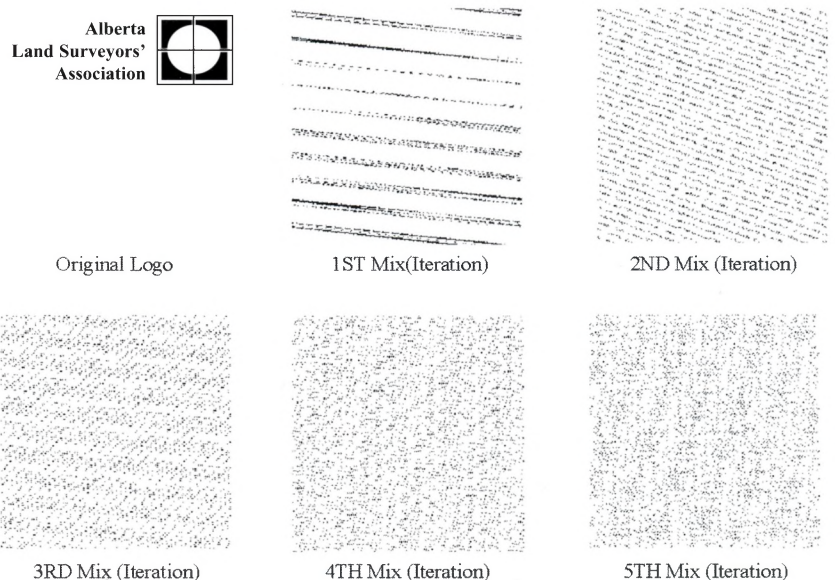 Alberta
Land Surveyors'
Association
Original Logo
1ST Mix(Iteration)
2ND Mix (Iteration)
3RD Mix (Iteration)
4TH Mix (Iteration)
5TH Mix (Iteration)